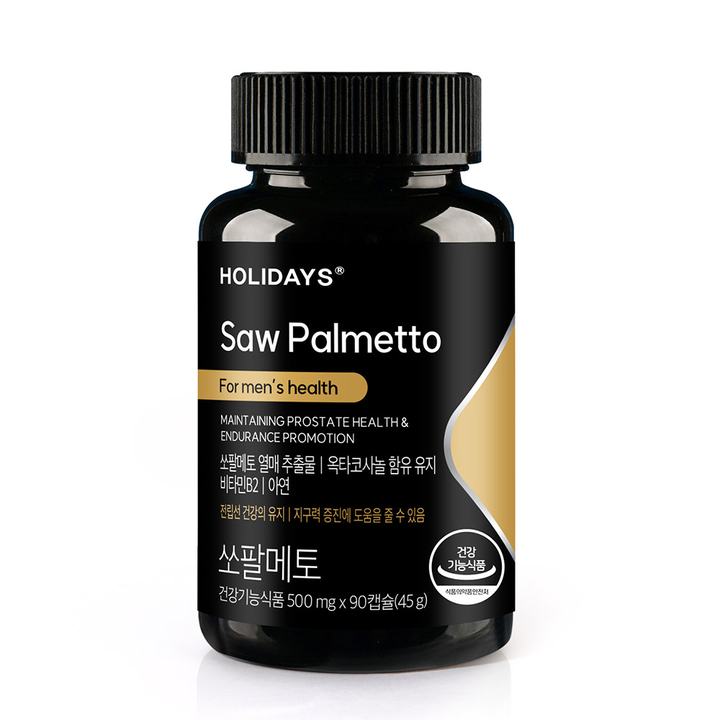 HOLIDAYS®
Saw Palmetto
For men's health
MAINTAINING PROSTATE HEALTH &
ENDURANCE PROMOTION
쏘팔메토 열매 추출물 | 옥타코사놀 함유 유지
비타민B2 | 아연
전립선 건강의 유지 | 지구력 증진에 도움을 줄 수 있음
쏘팔메토
건강기능식품 500 mg x 90캡슐(45 g)
건강
기능식품
식품의약품안전처